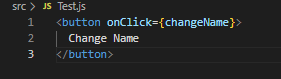 src > JS Test.js
1 <button onClick={changeName}>
2 Change Name
3 </button>